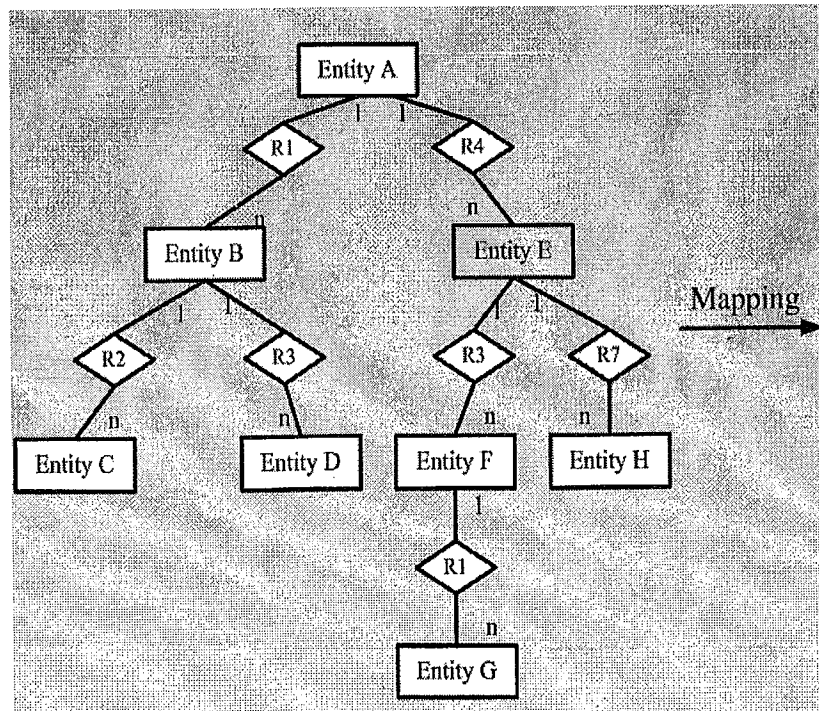 Entity A
1 1
R1 R4
n n
Entity B Entity E
Mapping
1 1 1 1
R2 R3 R3 R7
n n n n
Entity C Entity D Entity F Entity H
1
R1
n
Entity G